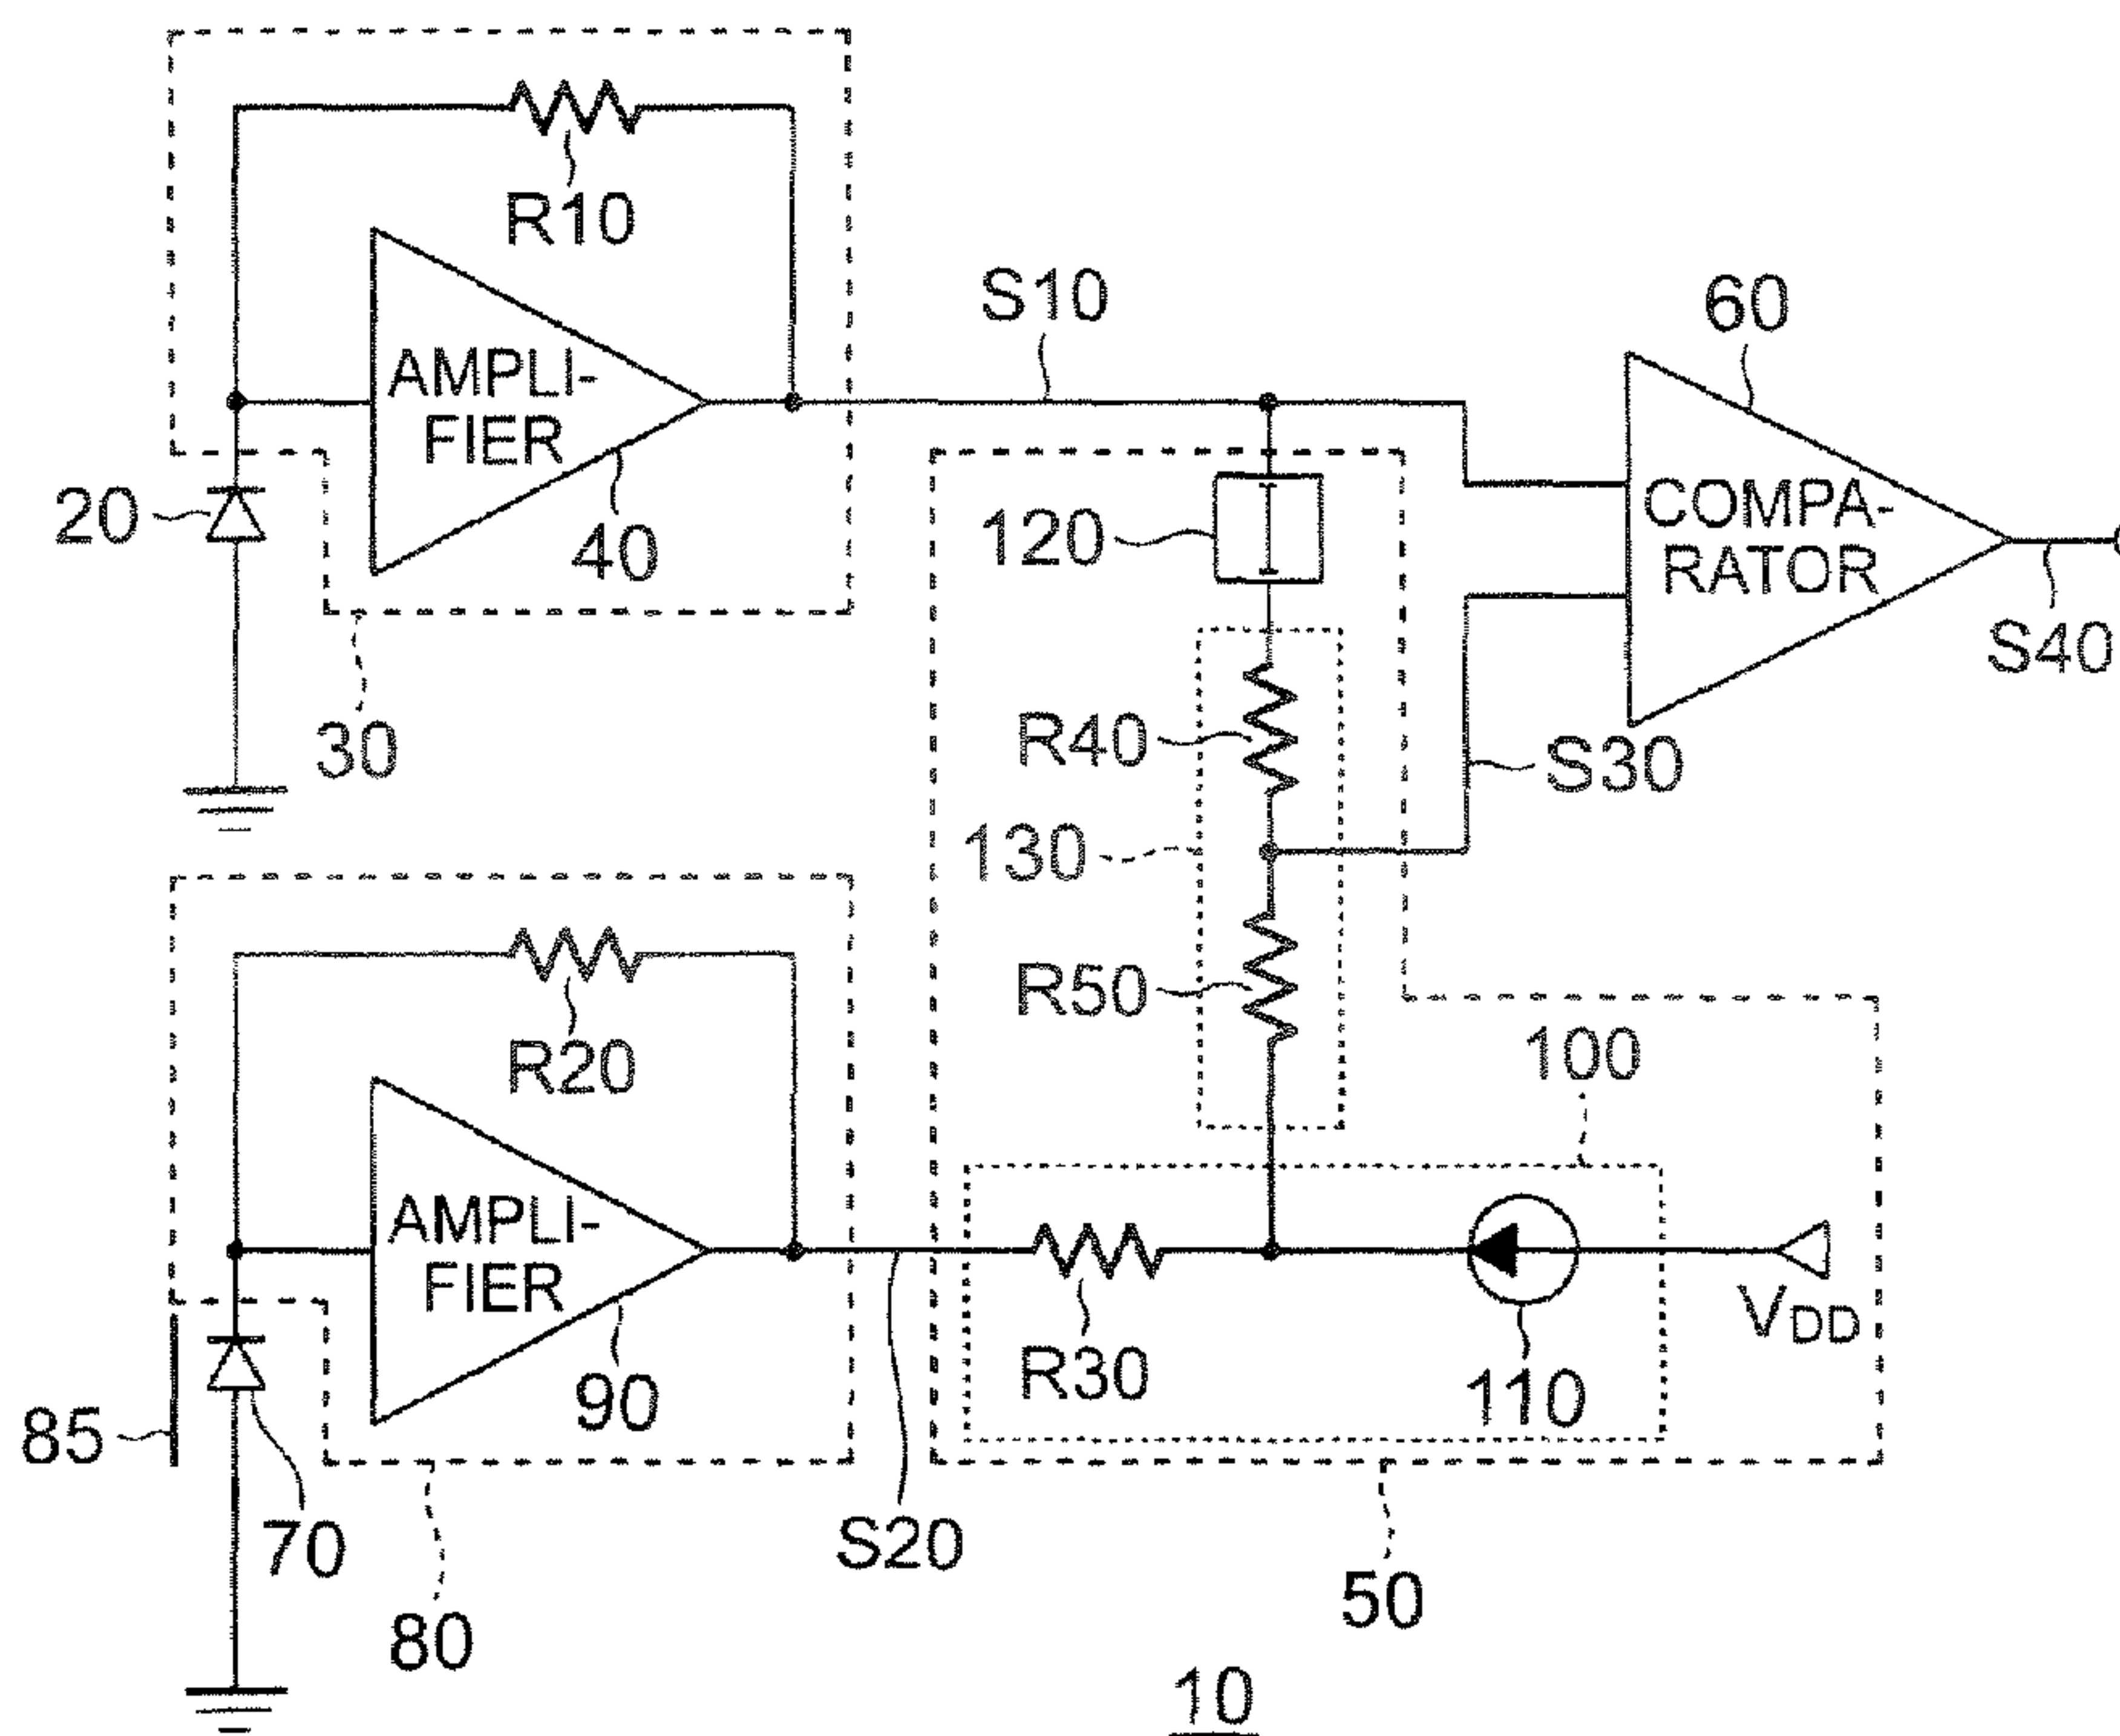 R10
AMPLI-
FIER
40
20
30
S10
60
COMPA-
RATOR
S40
120
R40
S30
130
R50
100
R20
AMPLI-
FIER
90
85
70
80
S20
R30
110
VDD
50
10